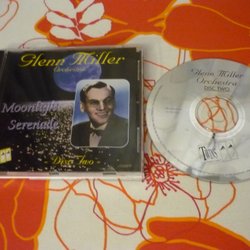 Glenn Miller
Orchestra
Moonlight
Serenade
Disc Two
Glenn Miller
Orchestra
DISC TWO